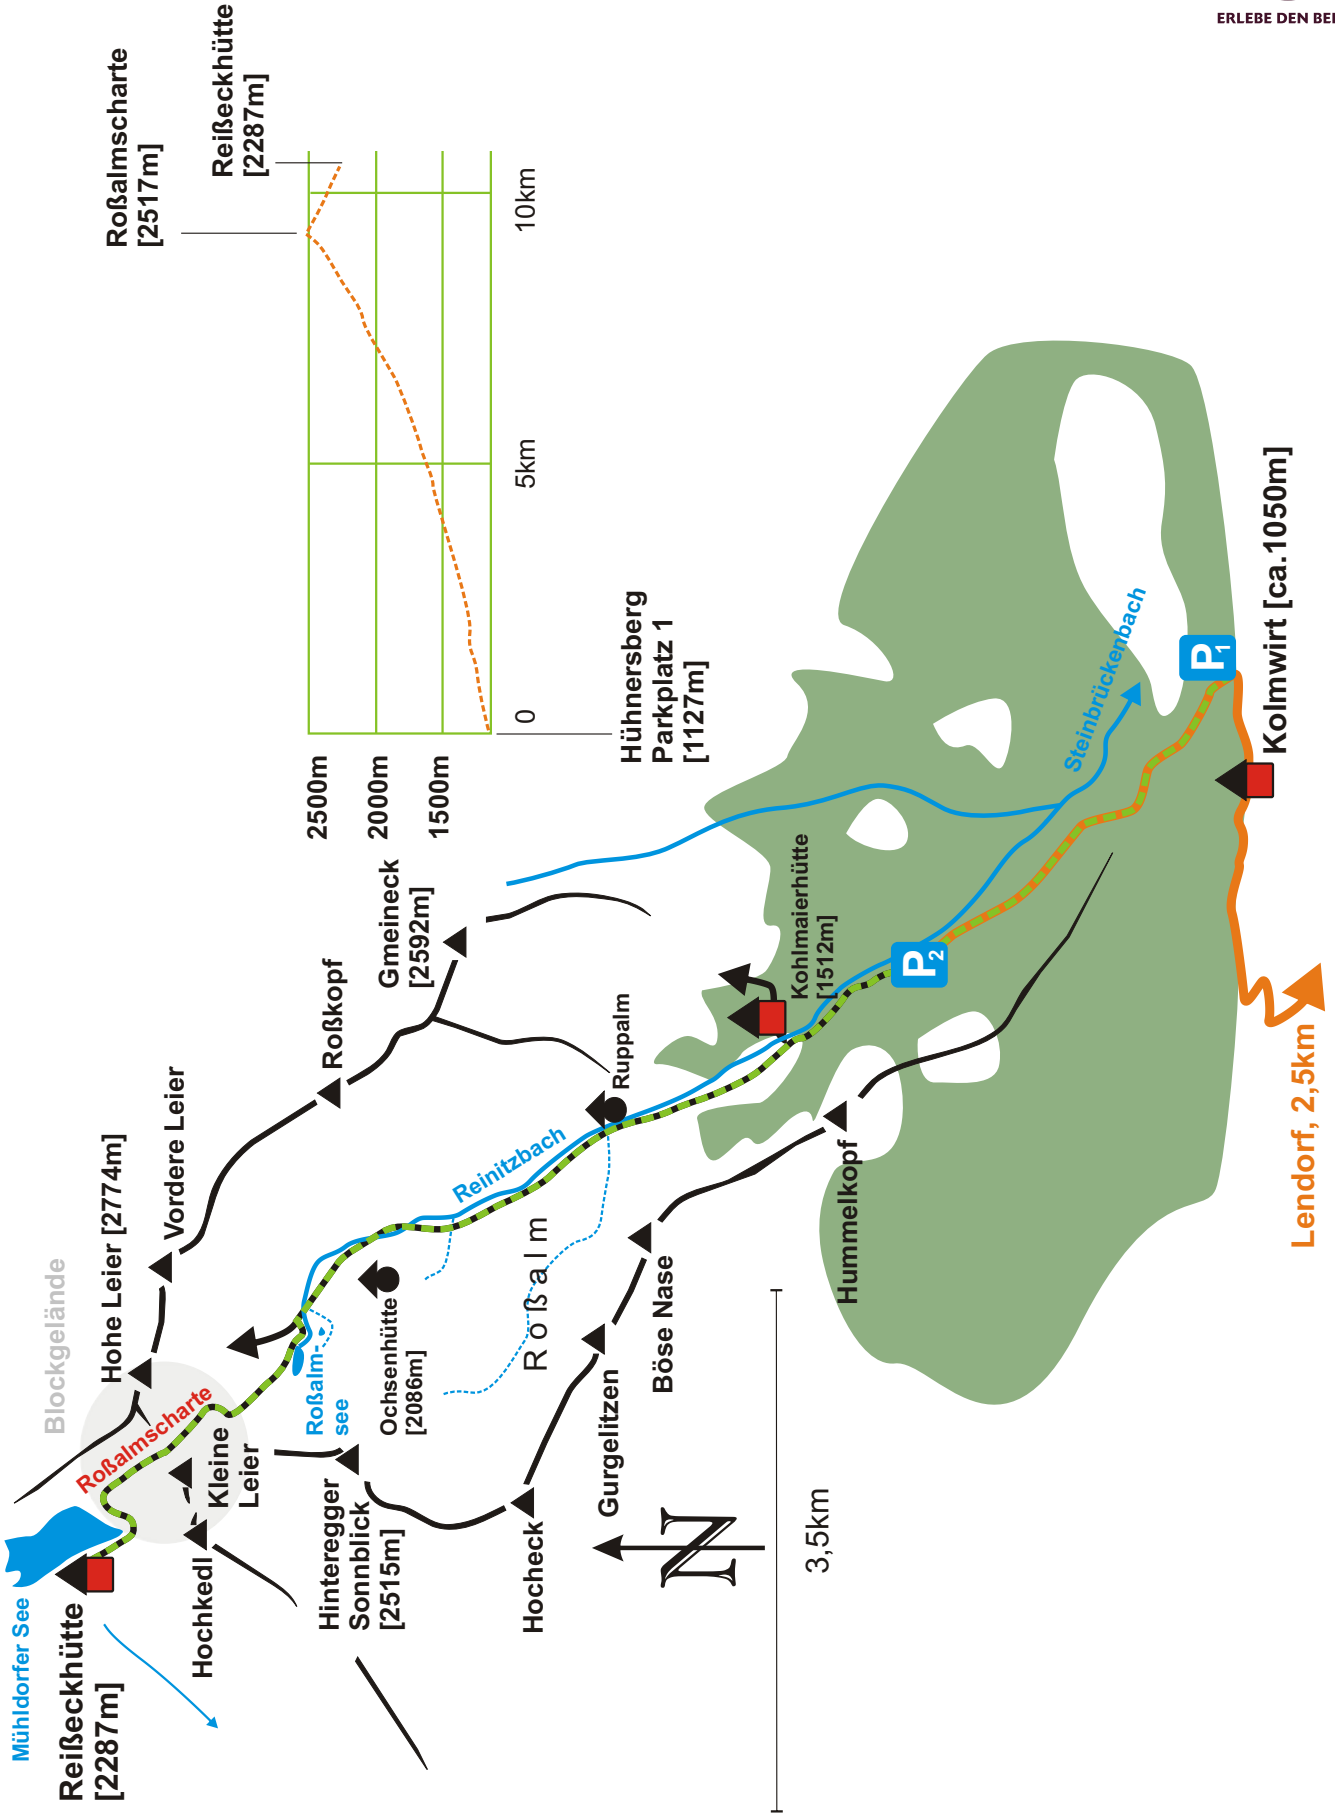 ERLEBE DEN BER
Roßalmscharte
[2517m]
Reißeckhütte
[2287m]
2500m
2000m
1500m
0
5km
10km
Hühnersberg
Parkplatz 1
[1127m]
Mühldorfer See
Reißeckhütte
[2287m]
Blockgelände
Roßalmscharte
Hohe Leier [2774m]
Vordere Leier
Roßkopf
Gmeineck
[2592m]
Hochkedl
Kleine
Leier
Hinteregger
Sonnblick
[2515m]
Roßalm-
see
Ochsenhütte
[2086m]
Reinitzbach
Ruppalm
Roßalm
Hocheck
Gurgelitzen
Böse Nase
Hummelkopf
Kohlmaierhütte
[1512m]
P2
Steinbrückenbach
P1
Kolmwirt [ca.1050m]
Lendorf, 2,5km
N
3,5km